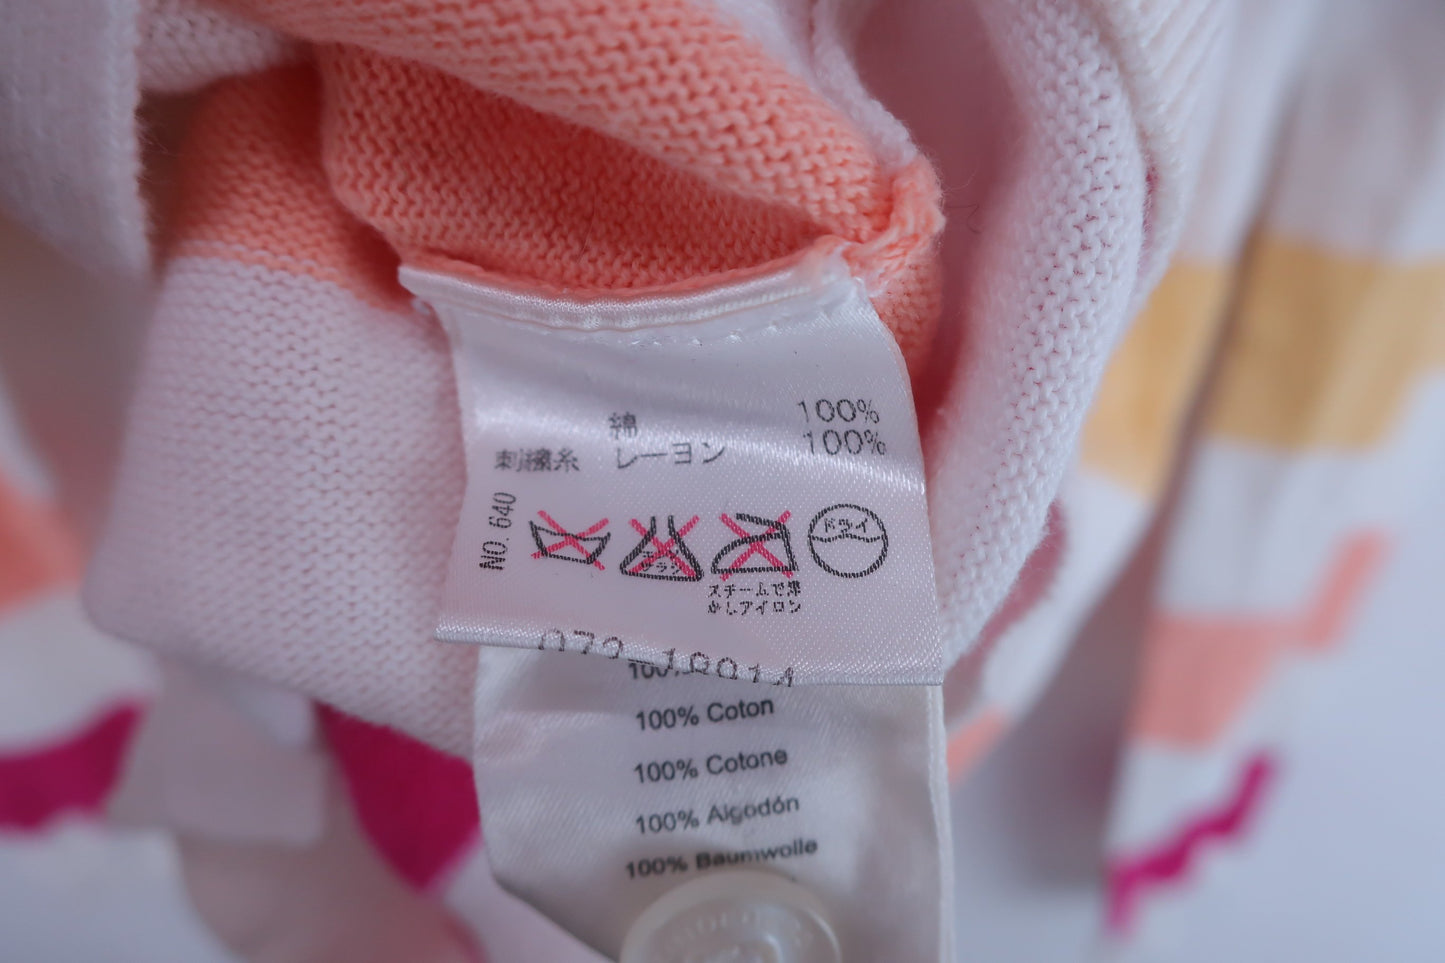 綿 100%
刺繍糸 レーヨン 100%
NO. 640
ドライ
スチームで浮
かしアイロン
100% Coton
100% Cotone
100% Algodón
100% Baumwolle